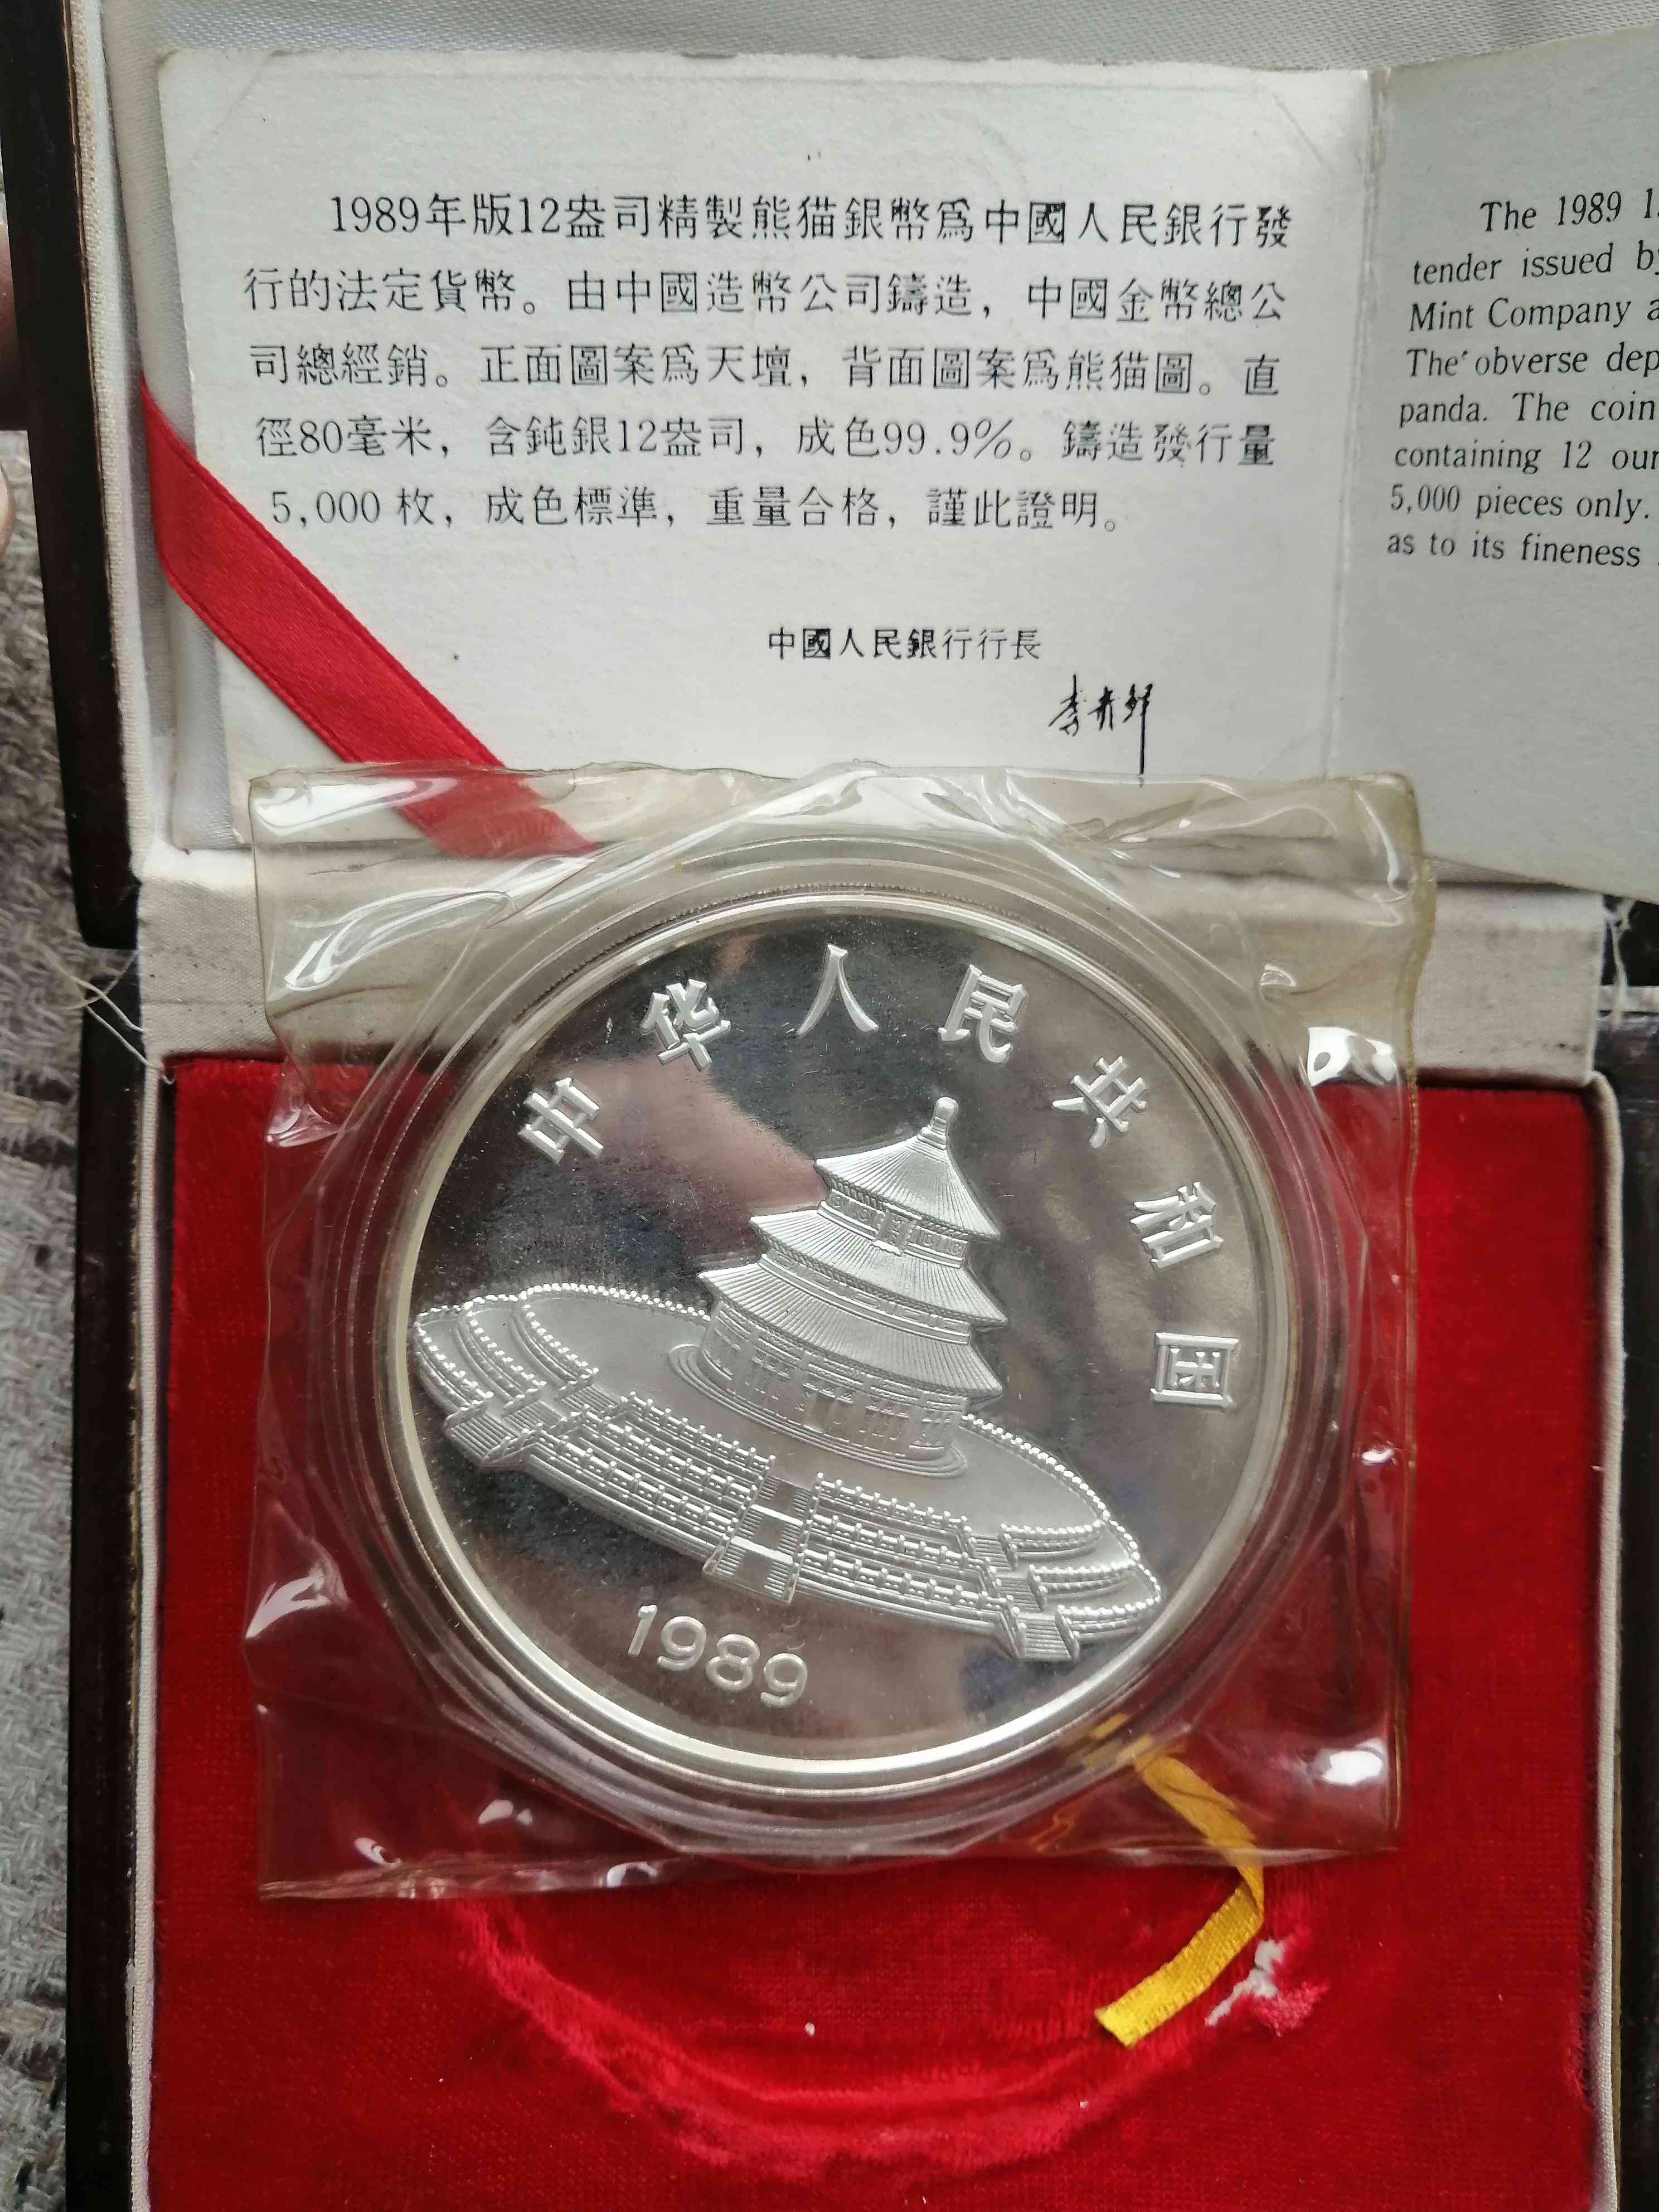 1989年版12盎司精製熊猫銀幣爲中國人民銀行發
行的法定貨幣。由中國造幣公司鑄造，中國金幣總公
司總經銷。正面圖案爲天壇，背面圖案爲熊猫圖。直
徑80毫米，含純銀12盎司，成色99.9%。鑄造發行量
5,000枚，成色標準，重量合格，謹此證明。
中國人民銀行行長
李貴鮮
The 1989 1
tender issued by
Mint Company a
The obverse dep
panda. The coin
containing 12 oun
5,000 pieces only.
as to its fineness
中华人民共和国
1989